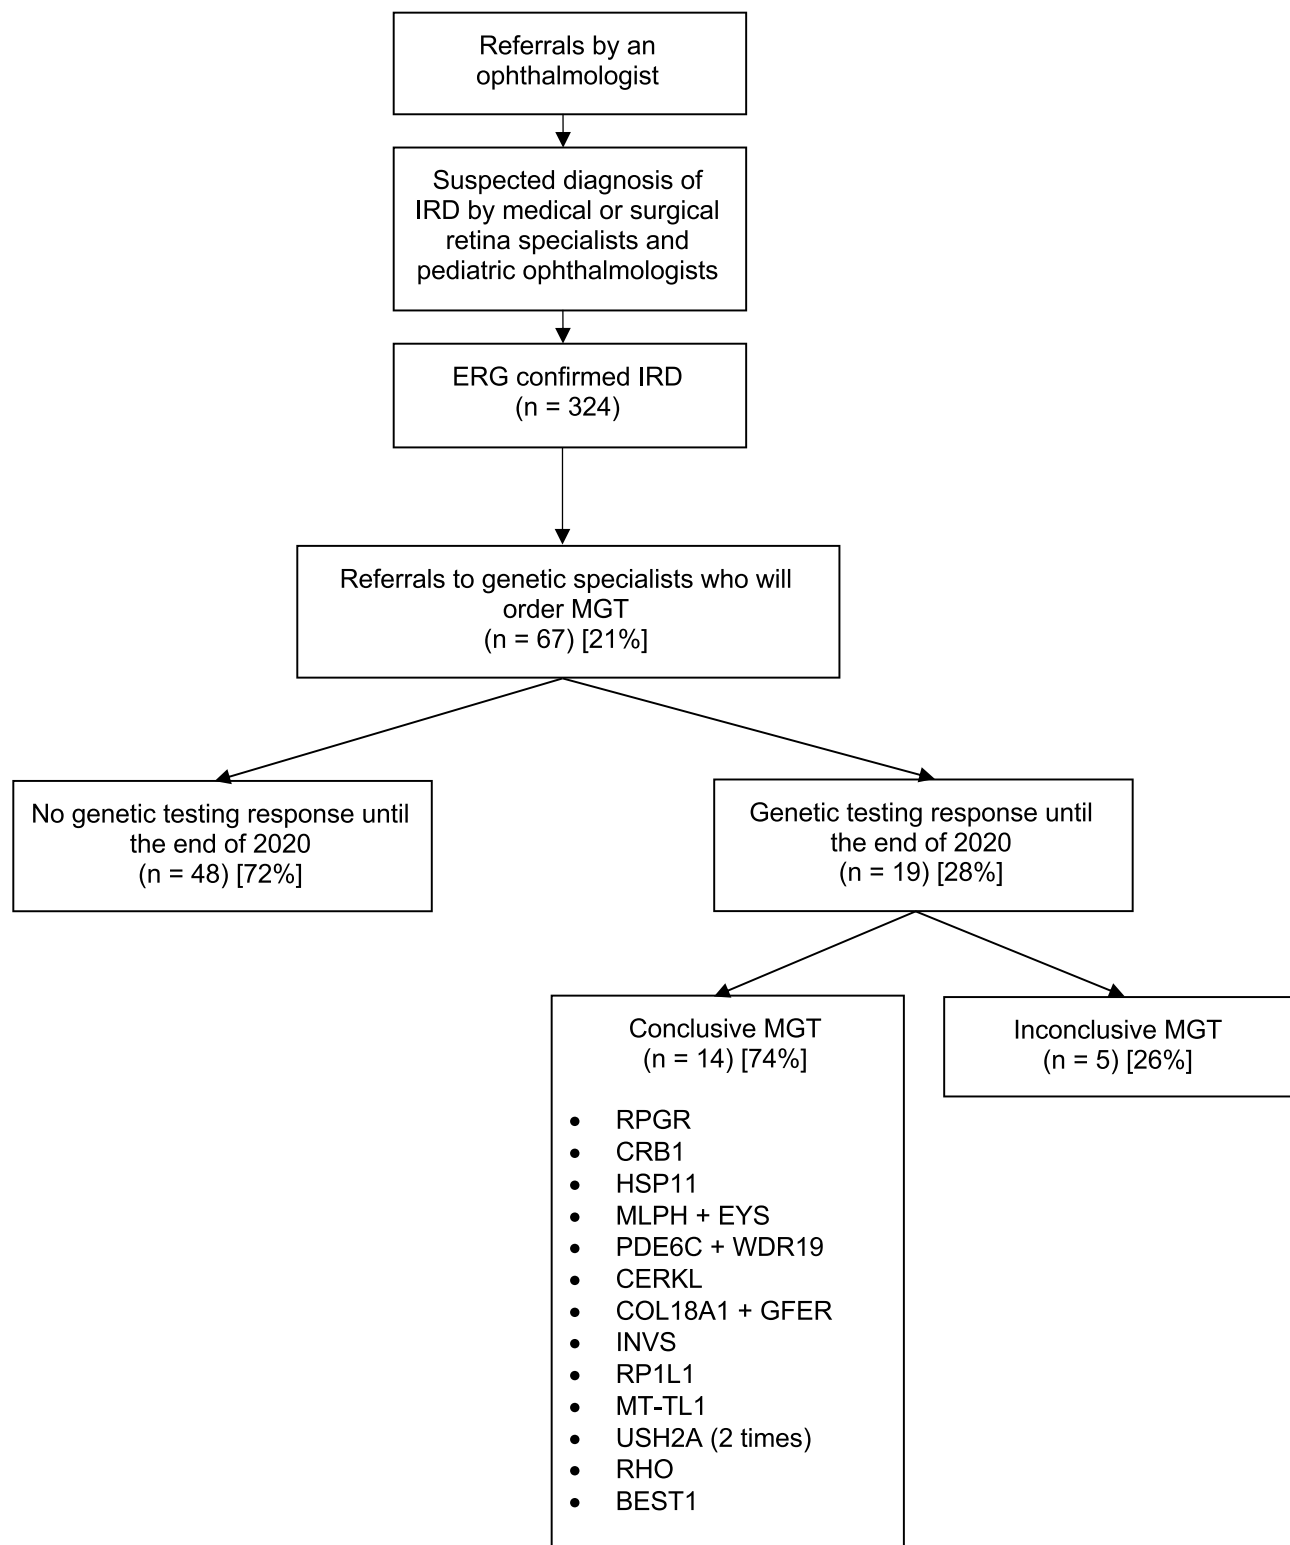 Referrals by an
ophthalmologist
Suspected diagnosis of
IRD by medical or surgical
retina specialists and
pediatric ophthalmologists
ERG confirmed IRD
(n = 324)
Referrals to genetic specialists who will
order MGT
(n = 67) [21%]
No genetic testing response until
the end of 2020
(n = 48) [72%]
Genetic testing response until
the end of 2020
(n = 19) [28%]
Conclusive MGT
(n = 14) [74%]
• RPGR
• CRB1
• HSP11
• MLPH + EYS
• PDE6C + WDR19
• CERKL
• COL18A1 + GFER
• INVS
• RP1L1
• MT-TL1
• USH2A (2 times)
• RHO
• BEST1
Inconclusive MGT
(n = 5) [26%]